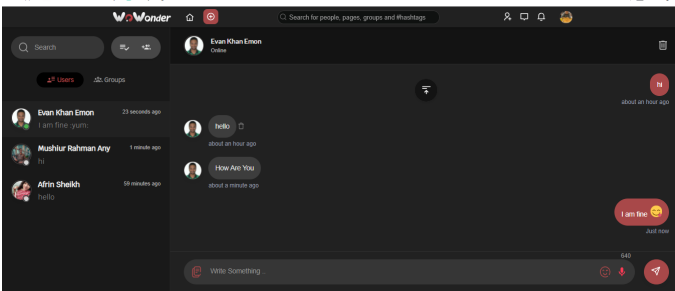 WoWonder
Search for people, pages, groups and #hashtags
Search
Users
Groups
Evan Khan Emon
23 seconds ago
I am fine :yum:
Mushiur Rahman Any
1 minute ago
hi
Afrin Sheikh
59 minutes ago
hello
Evan Khan Emon
Online
hi
about an hour ago
hello
about an hour ago
How Are You
about a minute ago
I am fine 😋
Just now
640
Write Something ..